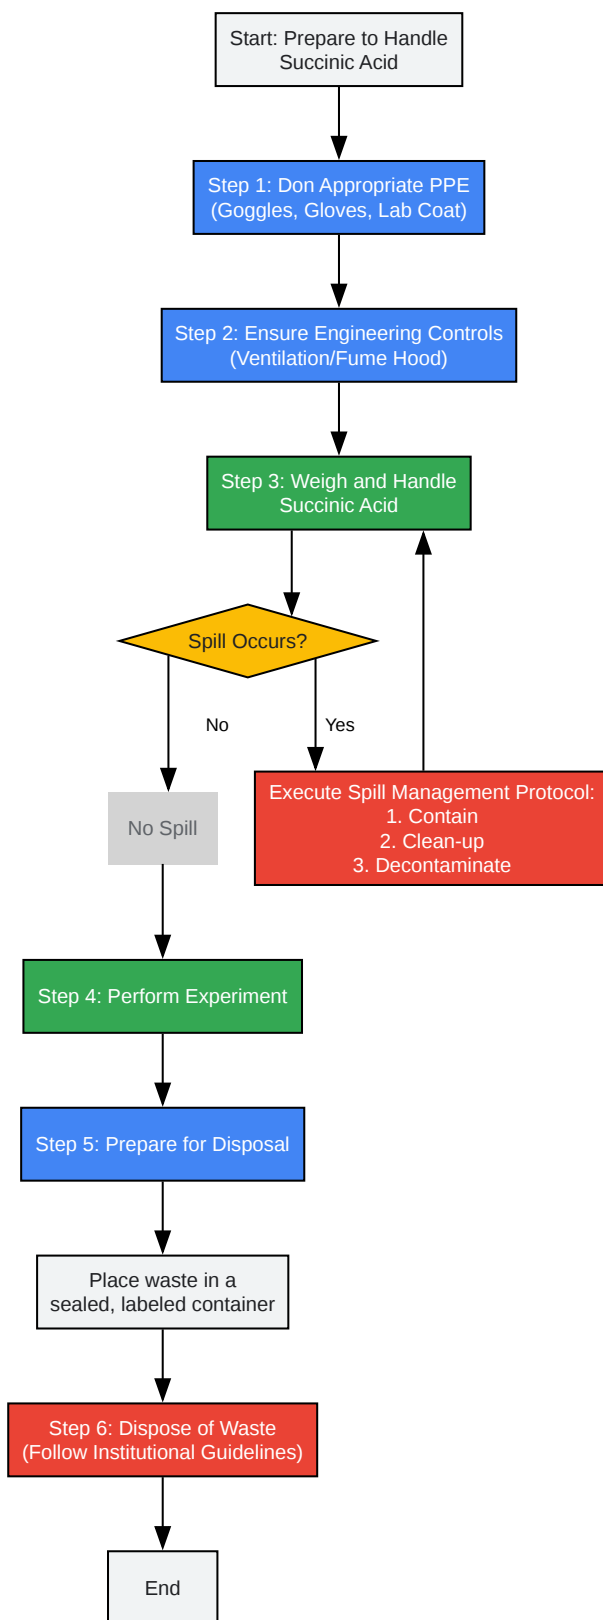 Start: Prepare to Handle
Succinic Acid
Step 1: Don Appropriate PPE
(Goggles, Gloves, Lab Coat)
Step 2: Ensure Engineering Controls
(Ventilation/Fume Hood)
Step 3: Weigh and Handle
Succinic Acid
Spill Occurs?
No
Yes
No Spill
Execute Spill Management Protocol:
1. Contain
2. Clean-up
3. Decontaminate
Step 4: Perform Experiment
Step 5: Prepare for Disposal
Place waste in a
sealed, labeled container
Step 6: Dispose of Waste
(Follow Institutional Guidelines)
End